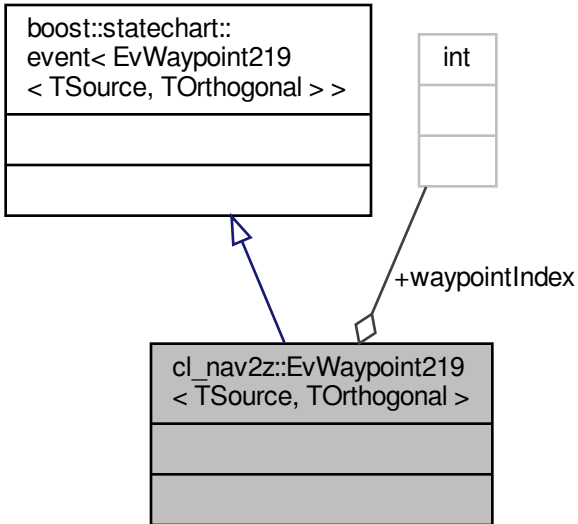 boost::statechart::
event< EvWaypoint219
< TSource, TOrthogonal > >
int
+waypointIndex
cl_nav2z::EvWaypoint219
< TSource, TOrthogonal >